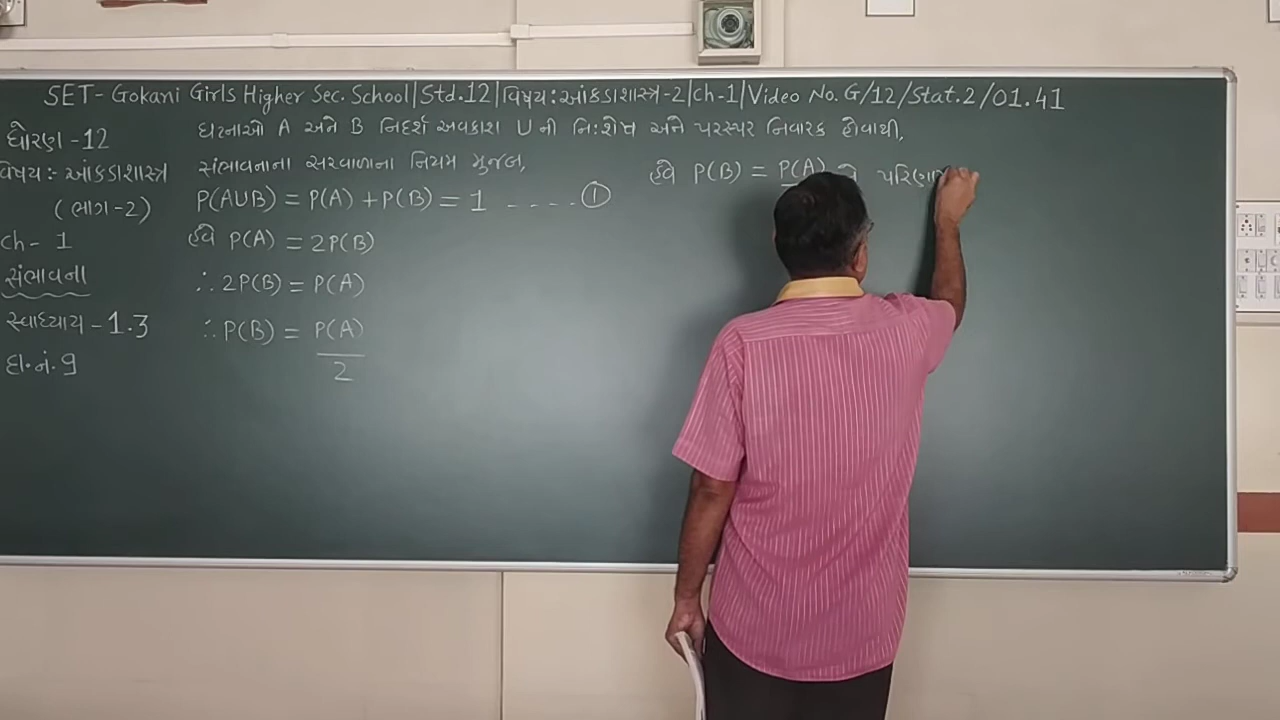 SET- Gokani Girls Higher Sec. School|Std.12|વિષય: આંકડાશાસ્ત્ર-2|Ch-1|Video No. G/12/Stat.2/01.41
ધોરણ -12
વિષય: આંકડાશાસ્ત્ર
(ભાગ-2)
Ch- 1
સંભાવના
સ્વાધ્યાય - 1.3
દા.નં. 9
ઘટનાઓ A અને B નિદર્શ અવકાશ U ની નિ:શેષ અને પરસ્પર નિવારક હોવાથી,
સંભાવનાના સરવાળાના નિયમ મુજબ,
P(AUB) = P(A) + P(B) = 1 ---- ①
હવે P(A) = 2P(B)
∴ 2P(B) = P(A)
∴ P(B) = P(A)
2
હવે P(B) = P(A)